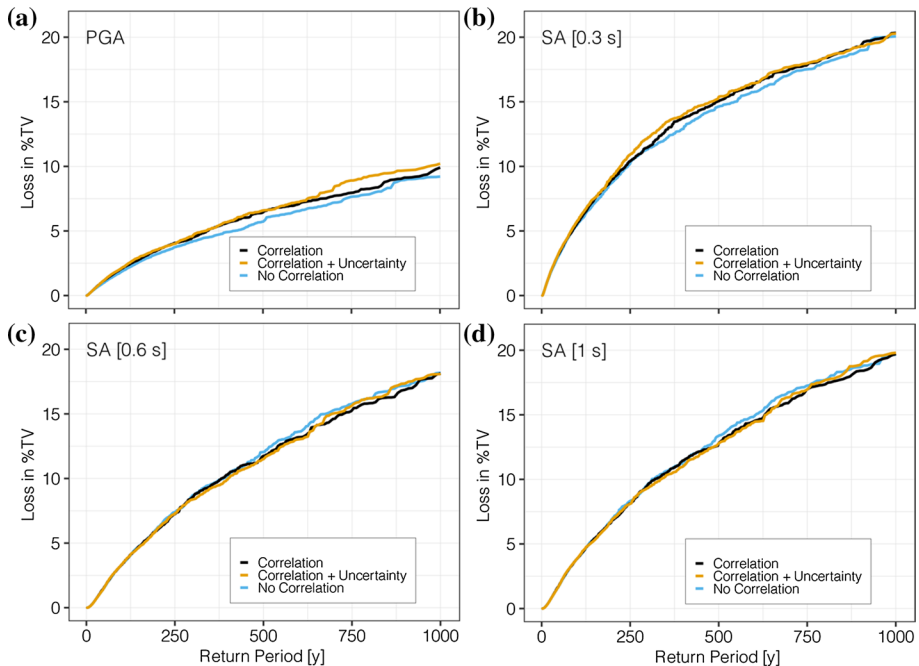 (a)
PGA
Loss in %TV
20
15
10
5
0
Correlation
Correlation + Uncertainty
No Correlation
(b)
SA [0.3 s]
Loss in %TV
20
15
10
5
0
Correlation
Correlation + Uncertainty
No Correlation
(c)
SA [0.6 s]
Loss in %TV
20
15
10
5
0
Correlation
Correlation + Uncertainty
No Correlation
0 250 500 750 1000
Return Period [y]
(d)
SA [1 s]
Loss in %TV
20
15
10
5
0
Correlation
Correlation + Uncertainty
No Correlation
0 250 500 750 1000
Return Period [y]